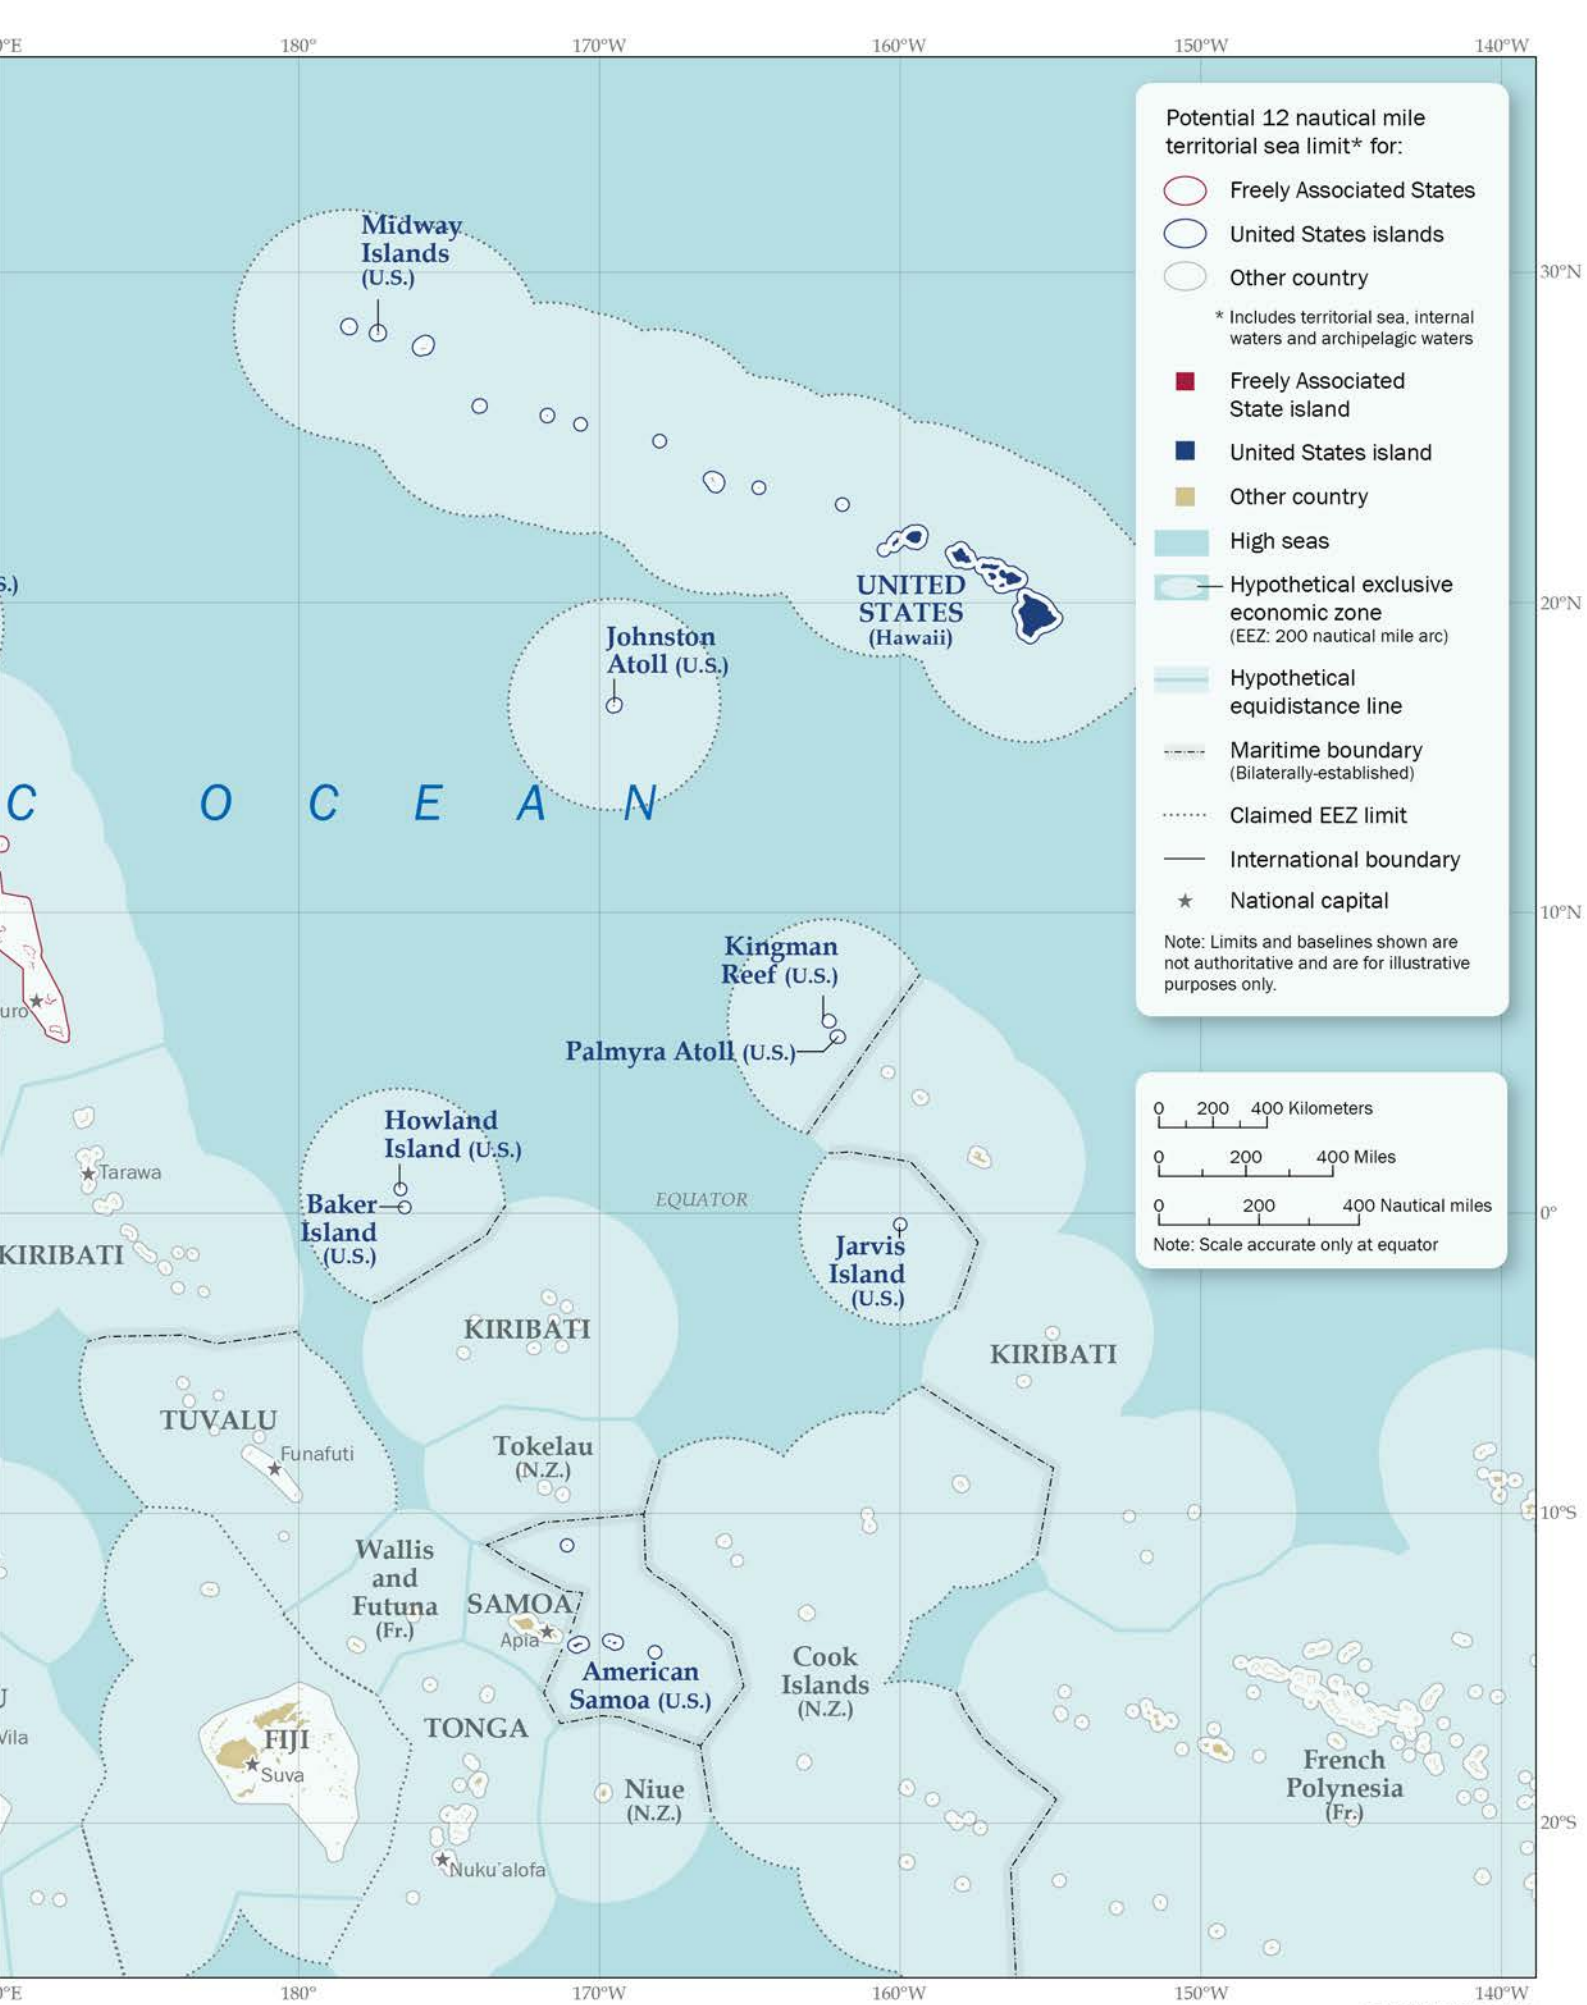 0°E
180°
170°W
160°W
150°W
140°W
Potential 12 nautical mile
territorial sea limit* for:
Freely Associated States
United States islands
Other country
* Includes territorial sea, internal
waters and archipelagic waters
Freely Associated
State island
United States island
Other country
High seas
Hypothetical exclusive
economic zone
(EEZ: 200 nautical mile arc)
Hypothetical
equidistance line
Maritime boundary
(Bilaterally-established)
Claimed EEZ limit
International boundary
National capital
Note: Limits and baselines shown are
not authoritative and are for illustrative
purposes only.
Midway
Islands
(U.S.)
30°N
S.)
UNITED
STATES
(Hawaii)
20°N
Johnston
Atoll (U.S.)
C OCEAN
10°N
Kingman
Reef (U.S.)
uro
Palmyra Atoll (U.S.)
0 200 400 Kilometers
0 200 400 Miles
0 200 400 Nautical miles
Note: Scale accurate only at equator
Howland
Island (U.S.)
Tarawa
Baker
Island
(U.S.)
EQUATOR
0°
KIRIBATI
Jarvis
Island
(U.S.)
KIRIBATI
KIRIBATI
TUVALU
Funafuti
Tokelau
(N.Z.)
10°S
Wallis
and
Futuna
(Fr.)
SAMOA
Apia
American
Samoa (U.S.)
Cook
Islands
(N.Z.)
U
Vila
FIJI
Suva
TONGA
Niue
(N.Z.)
French
Polynesia
(Fr.)
20°S
Nuku'alofa
0°E
180°
170°W
160°W
150°W
140°W